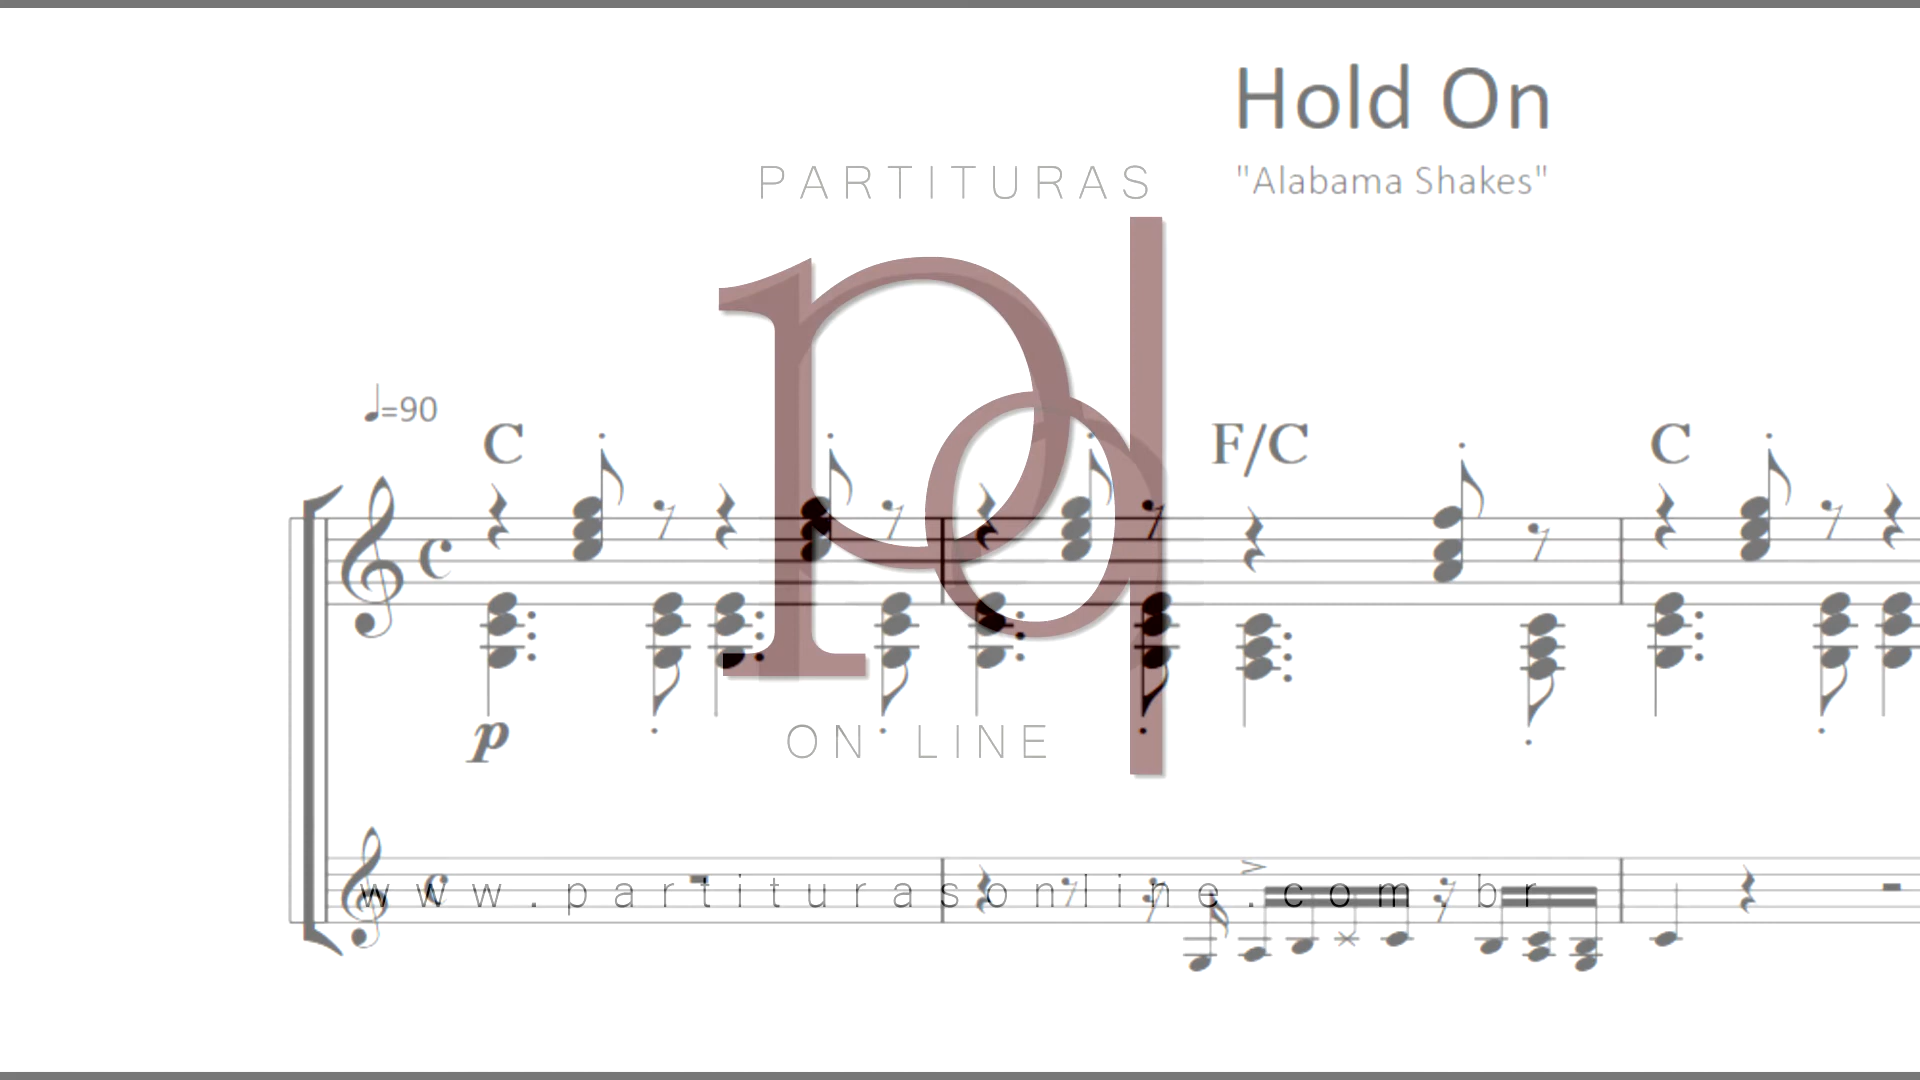 Hold On
PARTITURAS
"Alabama Shakes"
=90
C F/C C
p
ON LINE
www.partiturasonline.com.br